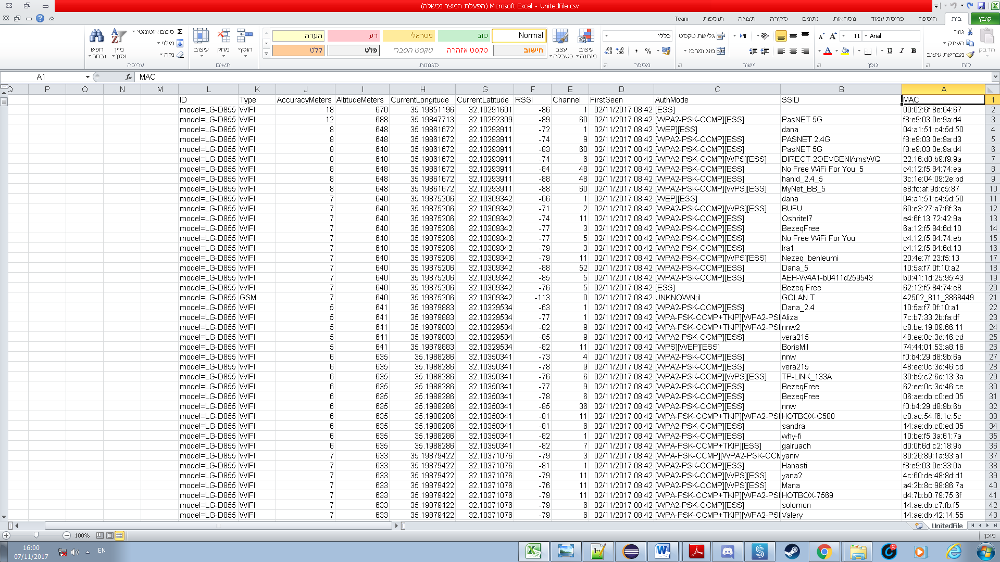 Microsoft Excel - UnitedFile.csv (הפעלת המוצר נכשלה)
קובץ בית הוספה פריסת עמוד נוסחאות נתונים סקירה תצוגה תוספות Team
הדבק גזור העתק מברשת עיצוב לוח
Arial 11 B I U גופן
גלישת טקסט מזג ומרכז יישור
כללי % , מספר
עיצוב מותנה עצב כטבלה
Normal טוב ניטראלי רע הערה
חישוב טקסט אזהרה טקסט הסברי פלט קלט
סגנונות
הוסף מחק עיצוב תאים
סכום אוטומטי מילוי נקה מיין וסנן חפש ובחר עריכה
A1 fx MAC
A B C D E F G H I J K L M N O P Q
1 MAC SSID AuthMode FirstSeen Channel RSSI CurrentLatitude CurrentLongitude AltitudeMeters AccuracyMeters Type ID
2 00:02:6f:8e:64:67 [ESS] 02/11/2017 08:42 1 -86 32.10291601 35.19851196 670 18 WIFI model=LG-D855
3 f8:e9:03:0e:9a:d4 PasNET 5G [WPA2-PSK-CCMP][ESS] 02/11/2017 08:42 60 -89 32.10292309 35.19847713 688 12 WIFI model=LG-D855
4 04:a1:51:c4:5d:50 dana [WEP][ESS] 02/11/2017 08:42 1 -72 32.10293911 35.19861672 648 8 WIFI model=LG-D855
5 f8:e9:03:0e:9a:d3 PASNET 2.4G [WPA2-PSK-CCMP][ESS] 02/11/2017 08:42 9 -74 32.10293911 35.19861672 648 8 WIFI model=LG-D855
6 f8:e9:03:0e:9a:d4 PasNET 5G [WPA2-PSK-CCMP][ESS] 02/11/2017 08:42 60 -83 32.10293911 35.19861672 648 8 WIFI model=LG-D855
7 22:16:d8:b9:f9:9a DIRECT-2OEVGENIAmsWQ [WPA2-PSK-CCMP][WPS][ESS] 02/11/2017 08:42 6 -74 32.10293911 35.19861672 648 8 WIFI model=LG-D855
8 c4:12:f5:84:74:ea No Free WiFi For You_5 [WPA2-PSK-CCMP][ESS] 02/11/2017 08:42 48 -84 32.10293911 35.19861672 648 8 WIFI model=LG-D855
9 3c:1e:04:09:2e:bd hanid_2.4_5 [WPA2-PSK-CCMP][ESS] 02/11/2017 08:42 48 -88 32.10293911 35.19861672 648 8 WIFI model=LG-D855
10 e8:fc:af:9d:c5:87 MyNet_BB_5 [WPA2-PSK-CCMP][WPS][ESS] 02/11/2017 08:42 60 -88 32.10293911 35.19861672 648 8 WIFI model=LG-D855
11 04:a1:51:c4:5d:50 dana [WEP][ESS] 02/11/2017 08:42 1 -66 32.10309342 35.19875206 640 7 WIFI model=LG-D855
12 60:e3:27:a7:6f:3a BUFU [WPA2-PSK-CCMP][WPS][ESS] 02/11/2017 08:42 2 -71 32.10309342 35.19875206 640 7 WIFI model=LG-D855
13 e4:6f:13:72:42:9a Oshritel7 [WPA2-PSK-CCMP][ESS] 02/11/2017 08:42 11 -74 32.10309342 35.19875206 640 7 WIFI model=LG-D855
14 6a:12:f5:84:6d:10 BezeqFree [WPA2-PSK-CCMP][ESS] 02/11/2017 08:42 3 -77 32.10309342 35.19875206 640 7 WIFI model=LG-D855
15 c4:12:f5:84:74:eb No Free WiFi For You [WPA2-PSK-CCMP][ESS] 02/11/2017 08:42 5 -77 32.10309342 35.19875206 640 7 WIFI model=LG-D855
16 c4:12:f5:84:6d:13 Ira1 [WPA2-PSK-CCMP][ESS] 02/11/2017 08:42 3 -79 32.10309342 35.19875206 640 7 WIFI model=LG-D855
17 20:4e:7f:23:f5:13 Nezeq_benleumi [WPA2-PSK-CCMP][WPS][ESS] 02/11/2017 08:42 11 -79 32.10309342 35.19875206 640 7 WIFI model=LG-D855
18 10:5a:f7:0f:10:a2 Dana_5 [WPA2-PSK-CCMP][ESS] 02/11/2017 08:42 52 -88 32.10309342 35.19875206 640 7 WIFI model=LG-D855
19 b0:41:1d:25:95:43 AEH-W4A1-b0411d259543 [WPA2-PSK-CCMP][ESS] 02/11/2017 08:42 5 -85 32.10309342 35.19875206 640 7 WIFI model=LG-D855
20 62:12:f5:84:74:e8 Bezeq Free [ESS] 02/11/2017 08:42 5 -76 32.10309342 35.19875206 640 7 WIFI model=LG-D855
21 42502_811_3868449 GOLAN T UNKNOWN;il 02/11/2017 08:42 0 -113 32.10309342 35.19875206 640 7 GSM model=LG-D855
22 10:5a:f7:0f:10:a1 Dana_2.4 [WPA2-PSK-CCMP][ESS] 02/11/2017 08:42 1 -63 32.10329534 35.19879883 641 5 WIFI model=LG-D855
23 7c:b7:33:2b:fa:df Aliza [WPA-PSK-CCMP+TKIP][WPA2-PSK 02/11/2017 08:42 1 -77 32.10329534 35.19879883 641 5 WIFI model=LG-D855
24 c8:be:19:09:66:11 nnw2 [WPA-PSK-CCMP+TKIP][WPA2-PSK 02/11/2017 08:42 9 -82 32.10329534 35.19879883 641 5 WIFI model=LG-D855
25 48:ee:0c:3d:46:cd vera215 [WPA2-PSK-CCMP][ESS] 02/11/2017 08:42 9 -85 32.10329534 35.19879883 641 5 WIFI model=LG-D855
26 74:44:01:53:a8:16 BorisMil [WPS][WEP][ESS] 02/11/2017 08:42 11 -82 32.10329534 35.19879883 641 5 WIFI model=LG-D855
27 f0:b4:29:d8:9b:6a nnw [WPA2-PSK-CCMP][ESS] 02/11/2017 08:42 4 -73 32.10350341 35.1988286 635 6 WIFI model=LG-D855
28 48:ee:0c:3d:46:cd vera215 [WPA2-PSK-CCMP][ESS] 02/11/2017 08:42 9 -78 32.10350341 35.1988286 635 6 WIFI model=LG-D855
29 30:b5:c2:6d:13:3a TP-LINK_133A [WPA2-PSK-CCMP][WPS][ESS] 02/11/2017 08:42 6 -76 32.10350341 35.1988286 635 6 WIFI model=LG-D855
30 62:ee:0c:3d:46:ce BezeqFree [WPA2-PSK-CCMP][ESS] 02/11/2017 08:42 9 -77 32.10350341 35.1988286 635 6 WIFI model=LG-D855
31 06:ae:db:c0:ed:05 BezeqFree [WPA2-PSK-CCMP][ESS] 02/11/2017 08:42 6 -78 32.10350341 35.1988286 635 6 WIFI model=LG-D855
32 f0:b4:29:d8:9b:6b nnw [WPA2-PSK-CCMP][ESS] 02/11/2017 08:42 36 -85 32.10350341 35.1988286 635 6 WIFI model=LG-D855
33 c0:ac:54:f6:1c:5c HOTBOX-C580 [WPA-PSK-CCMP+TKIP][WPA2-PSK 02/11/2017 08:42 11 -81 32.10350341 35.1988286 635 6 WIFI model=LG-D855
34 14:ae:db:c0:ed:05 sandra [WPA2-PSK-CCMP][ESS] 02/11/2017 08:42 6 -81 32.10350341 35.1988286 635 6 WIFI model=LG-D855
35 10:be:f5:3a:61:7a why-fi [WPA2-PSK-CCMP][ESS] 02/11/2017 08:42 1 -82 32.10350341 35.1988286 635 6 WIFI model=LG-D855
36 d0:0f:6d:c2:18:9b galruach [WPA-PSK-CCMP+TKIP][ESS] 02/11/2017 08:42 7 -82 32.10350341 35.1988286 635 6 WIFI model=LG-D855
37 80:26:89:1a:93:a1 yaniv [WPA-PSK-CCMP][WPA2-PSK-CCM 02/11/2017 08:42 3 -79 32.10371076 35.19879422 633 7 WIFI model=LG-D855
38 f8:e9:03:0e:33:0b Hanasti [WPA2-PSK-CCMP][ESS] 02/11/2017 08:42 1 -81 32.10371076 35.19879422 633 7 WIFI model=LG-D855
39 4c:60:de:48:8d:d1 yana2 [WPA2-PSK-CCMP][WPS][ESS] 02/11/2017 08:42 11 -79 32.10371076 35.19879422 633 7 WIFI model=LG-D855
40 a4:2b:8c:98:86:7a Mana [WPA2-PSK-CCMP][WPS][ESS] 02/11/2017 08:42 11 -76 32.10371076 35.19879422 633 7 WIFI model=LG-D855
41 d4:7b:b0:79:75:6f HOTBOX-7569 [WPA-PSK-CCMP+TKIP][WPA2-PSK 02/11/2017 08:42 11 -79 32.10371076 35.19879422 633 7 WIFI model=LG-D855
42 14:ae:db:c7:fb:f5 solomon [WPA2-PSK-CCMP][ESS] 02/11/2017 08:42 6 -79 32.10371076 35.19879422 633 7 WIFI model=LG-D855
43 14:ae:db:42:14:55 Valery [WPA-PSK-CCMP+TKIP][WPA2-PSK 02/11/2017 08:42 6 -79 32.10371076 35.19879422 633 7 WIFI model=LG-D855
UnitedFile
מוכן 100%
EN 16:00
07/11/2017